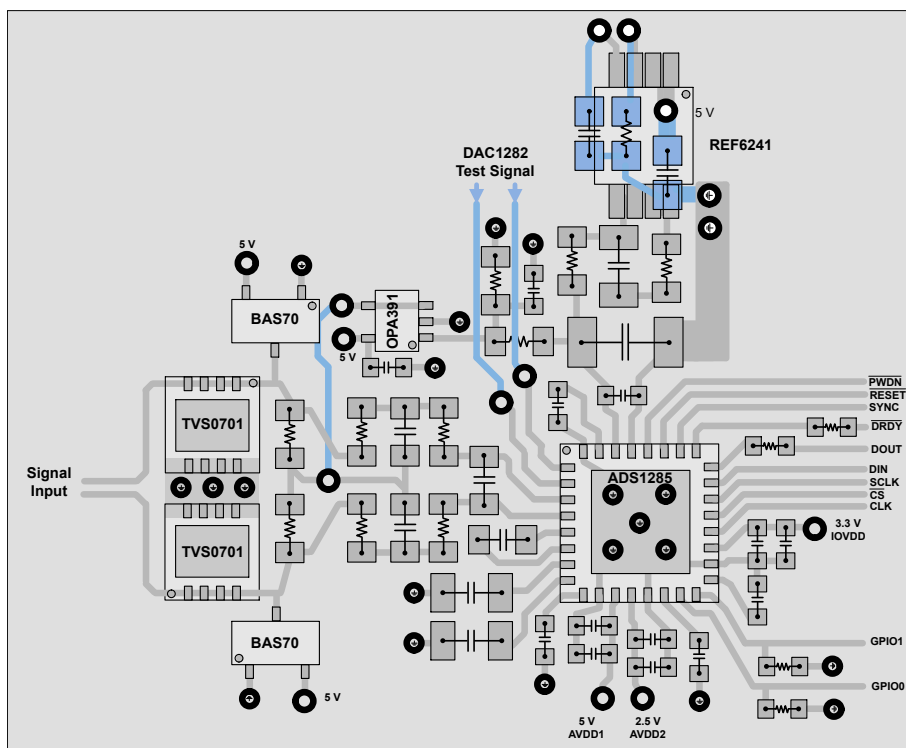 5 V
REF6241
DAC1282
Test Signal
5 V
BAS70
OPA391
5 V
PWDN
RESET
SYNC
DRDY
DOUT
DIN
SCLK
CS
CLK
TVS0701
Signal
Input
ADS1285
3.3 V
IOVDD
TVS0701
BAS70
GPIO1
GPIO0
5 V
5 V
AVDD1
2.5 V
AVDD2